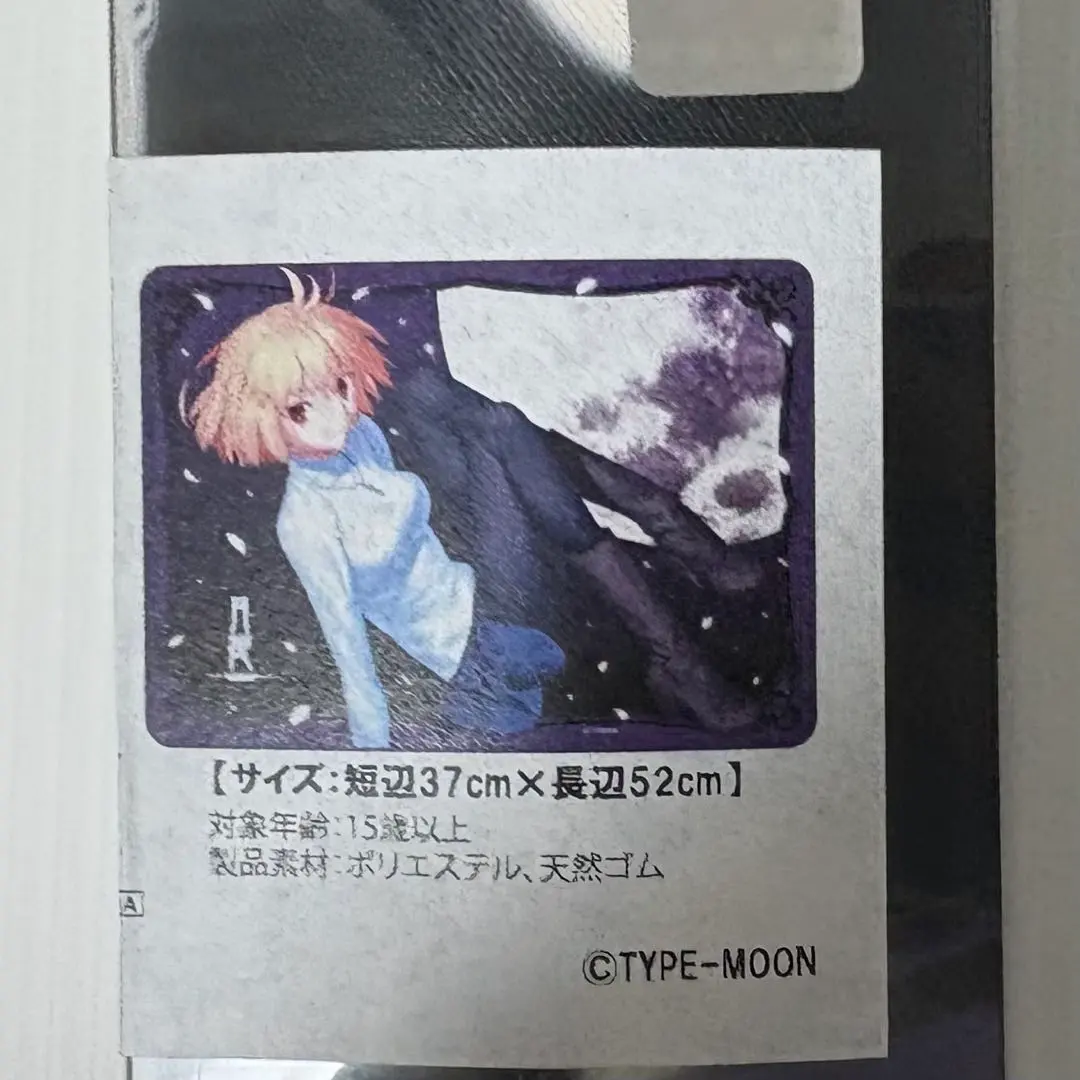 月
姫
【サイズ:短辺37cm×長辺52cm】
対象年齢:15歳以上
製品素材:ポリエステル、天然ゴム
A
©TYPE-MOON